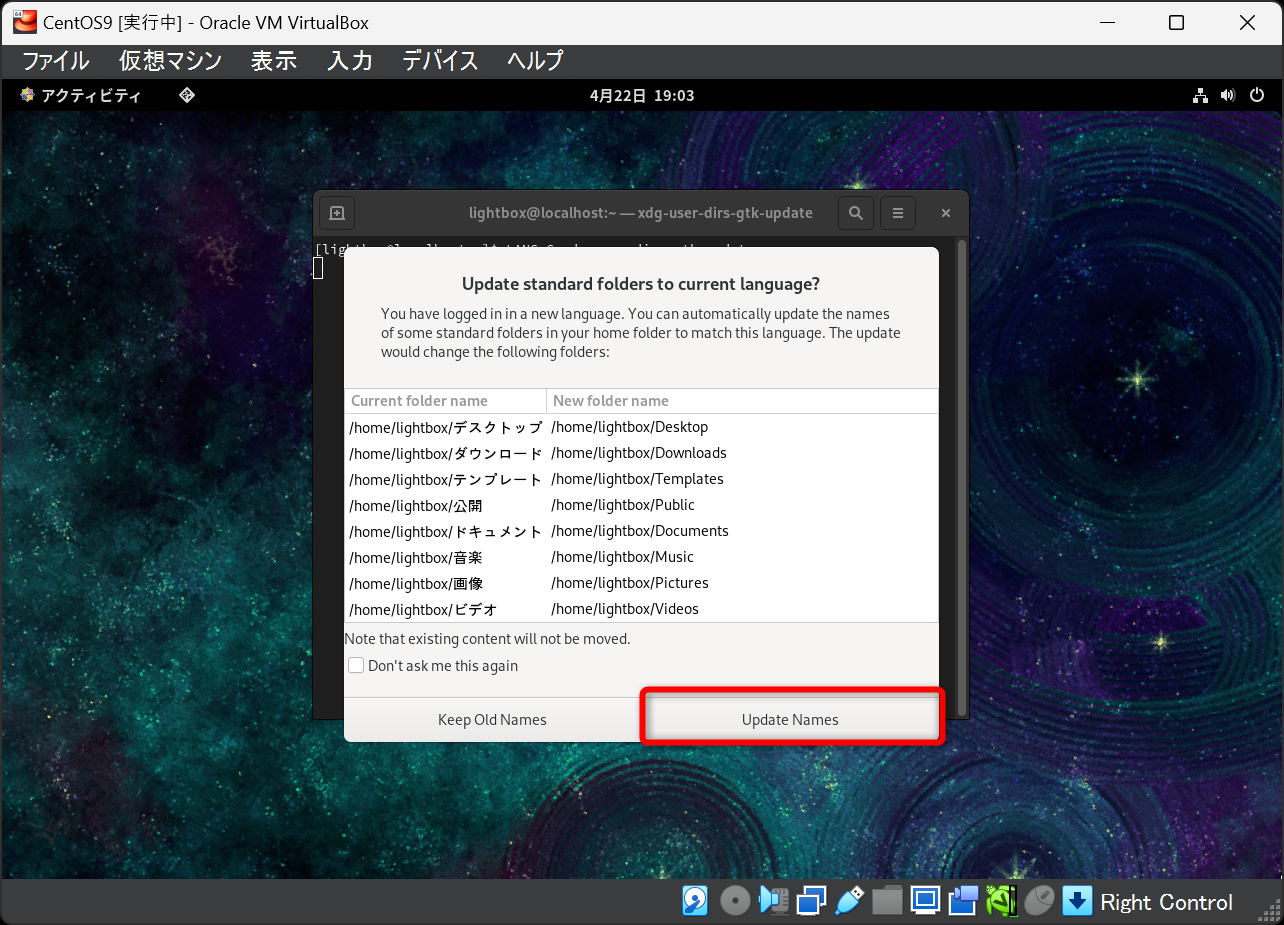 CentOS9 [実行中] - Oracle VM VirtualBox
ファイル 仮想マシン 表示 入力 デバイス ヘルプ
アクティビティ 4月22日 19:03
lightbox@localhost:~ — xdg-user-dirs-gtk-update
Update standard folders to current language?
You have logged in in a new language. You can automatically update the names
of some standard folders in your home folder to match this language. The update
would change the following folders:
Current folder name New folder name
/home/lightbox/デスクトップ /home/lightbox/Desktop
/home/lightbox/ダウンロード /home/lightbox/Downloads
/home/lightbox/テンプレート /home/lightbox/Templates
/home/lightbox/公開 /home/lightbox/Public
/home/lightbox/ドキュメント /home/lightbox/Documents
/home/lightbox/音楽 /home/lightbox/Music
/home/lightbox/画像 /home/lightbox/Pictures
/home/lightbox/ビデオ /home/lightbox/Videos
Note that existing content will not be moved.
Don't ask me this again
Keep Old Names Update Names
Right Control